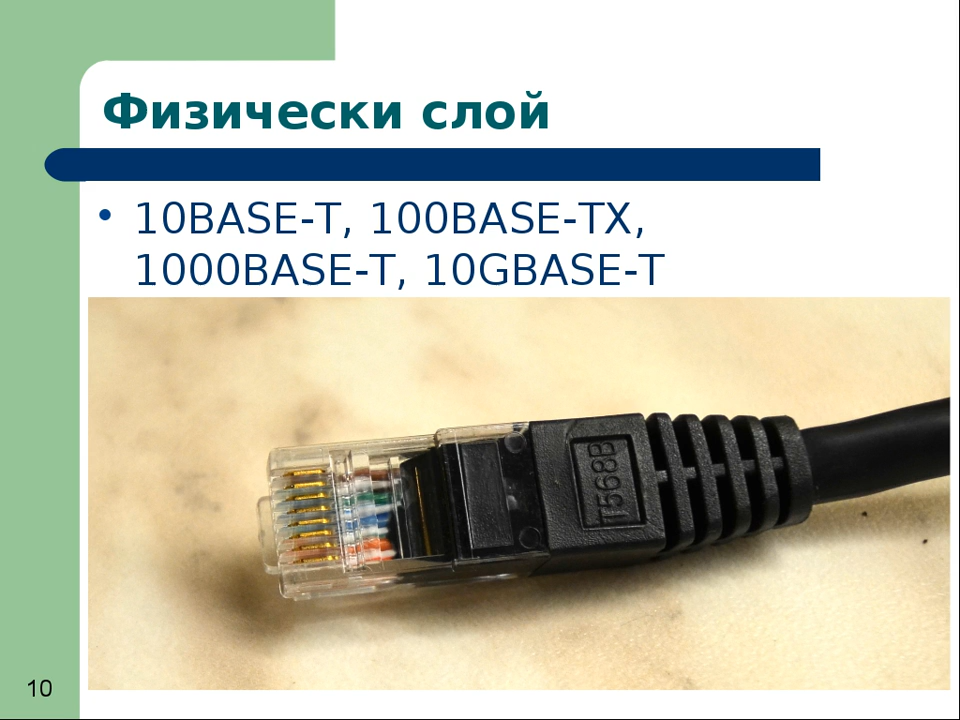 Физически слой
10BASE-T, 100BASE-TX,
1000BASE-T, 10GBASE-T
T568B
10